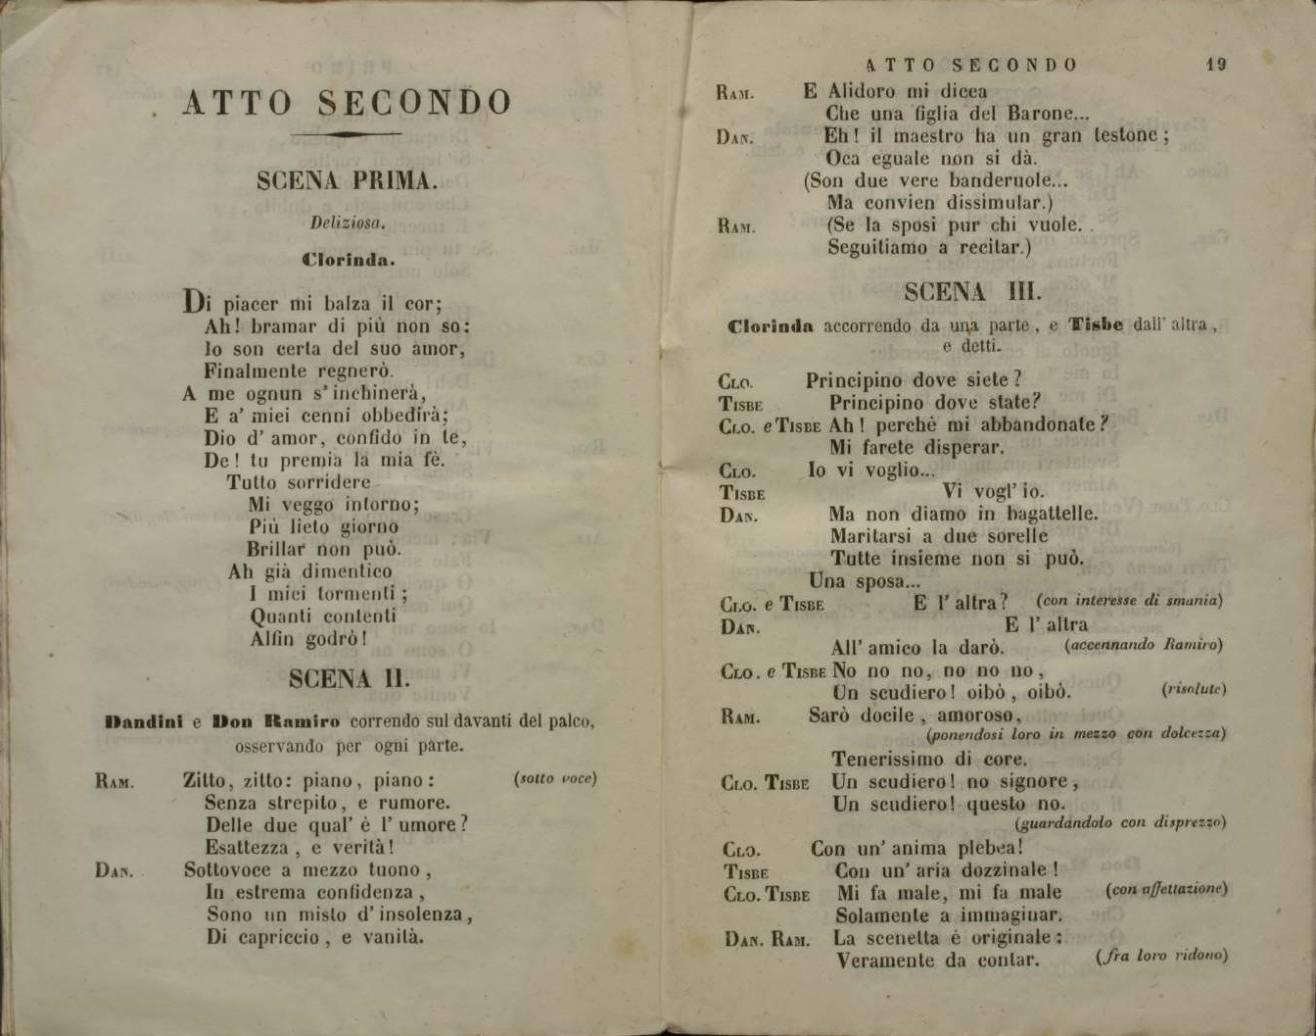 ATTO SECONDO
SCENA PRIMA.
Deliziosa.
Clorinda.
Di piacer mi balza il cor;
Ah! bramar di più non so:
Io son certa del suo amor,
Finalmente regnerò.
A me ognun s'inchinerà,
E a' miei cenni obbedirà;
Dio d'amor, confido in te,
De! tu premia la mia fè.
Tutto sorridere
Mi veggo intorno;
Più lieto giorno
Brillar non può.
Ah già dimentico
I miei tormenti;
Quanti contenti
Alfin godrò!
SCENA II.
Dandini e Don Ramiro correndo sul davanti del palco,
osservando per ogni parte.
RAM. Zitto, zitto: piano, piano: (sotto voce)
Senza strepito, e rumore.
Delle due qual' è l'umore?
Esattezza, e verità!
DAN. Sottovoce a mezzo tuono,
In estrema confidenza,
Sono un misto d'insolenza,
Di capriccio, e vanità.
ATTO SECONDO 19
RAM. E Alidoro mi dicea
Che una figlia del Barone...
DAN. Eh! il maestro ha un gran testone;
Oca eguale non si dà.
(Son due vere banderuole...
Ma convien dissimular.)
RAM. (Se la sposi pur chi vuole.
Seguitiamo a recitar.)
SCENA III.
Clorinda accorrendo da una parte, e Tisbe dall'altra,
e detti.
CLO. Principino dove siete?
TISBE Principino dove state?
CLO. e TISBE Ah! perchè mi abbandonate?
Mi farete disperar.
CLO. Io vi voglio...
TISBE Vi vogl'io.
DAN. Ma non diamo in bagattelle.
Maritarsi a due sorelle
Tutte insieme non si può.
Una sposa...
CLO. e TISBE E l'altra? (con interesse di smania)
DAN. E l'altra
All'amico la darò. (accennando Ramiro)
CLO. e TISBE No no no, no no no,
Un scudiero! oibò, oibò. (risolute)
RAM. Sarò docile, amoroso,
(ponendosi loro in mezzo con dolcezza)
Tenerissimo di core.
CLO. TISBE Un scudiero! no signore,
Un scudiero! questo no.
(guardandolo con disprezzo)
CLO. Con un'anima plebea!
TISBE Con un'aria dozzinale!
CLO. TISBE Mi fa male, mi fa male (con affettazione)
Solamente a immaginar.
DAN. RAM. La scenetta è originale:
Veramente da contar. (fra loro ridono)